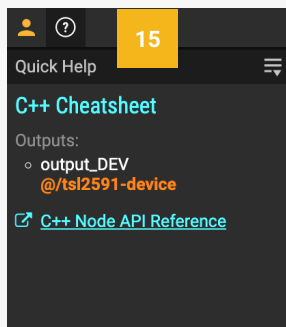 15
Quick Help
C++ Cheatsheet
Outputs:
output_DEV
@/tsl2591-device
C++ Node API Reference